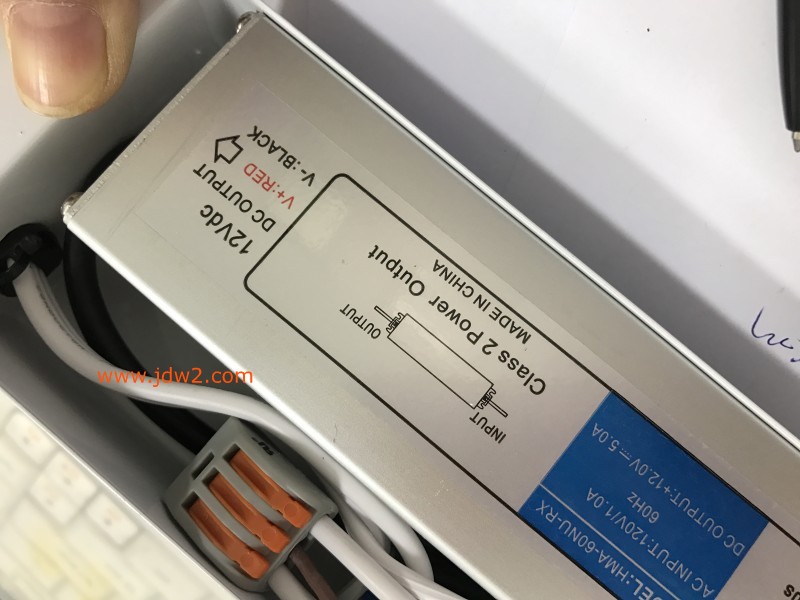 12Vdc
DC OUTPUT
V+:RED
V-:BLACK
Class 2 Power Output
MADE IN CHINA
OUTPUT
INPUT
DEL:HMA-60NU-RX
AC INPUT:120V/1.0A
60HZ
DC OUTPUT:+12.0V⎓5.0A
www.jdw2.com